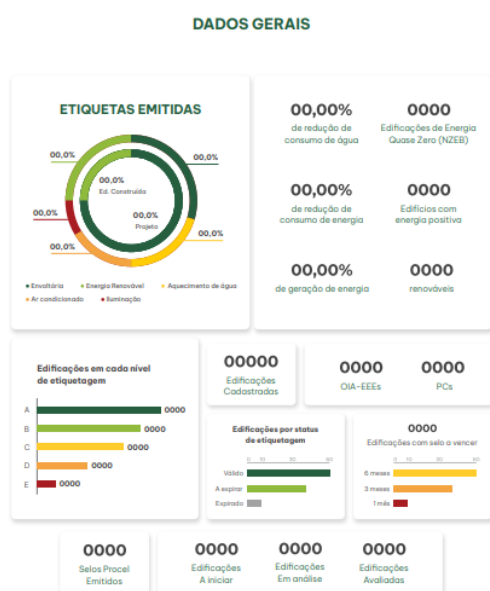 DADOS GERAIS
ETIQUETAS EMITIDAS
00,0%
00,0%
00,0%
Ed. Construída
00,0%
00,0%
Projeto
00,0%
00,0%
• Envoltória • Energia Renovável • Aquecimento de água
• Ar condicionado • Iluminação
00,00%
de redução de
consumo de água
0000
Edificações de Energia
Quase Zero (NZEB)
00,00%
de redução de
consumo de energia
0000
Edifícios com
energia positiva
00,00%
de geração de energia
0000
renováveis
Edificações em cada nível
de etiquetagem
A 0000
B 0000
C 0000
D 0000
E 0000
00000
Edificações
Cadastradas
0000
OIA-EEEs
0000
PCs
Edificações por status
de etiquetagem
0 10 50 60
Válido
A expirar
Expirado
0000
Edificações com selo a vencer
0 10 50 60
6 meses
3 meses
1 mês
0000
Selos Procel
Emitidos
0000
Edificações
A iniciar
0000
Edificações
Em análise
0000
Edificações
Avaliadas